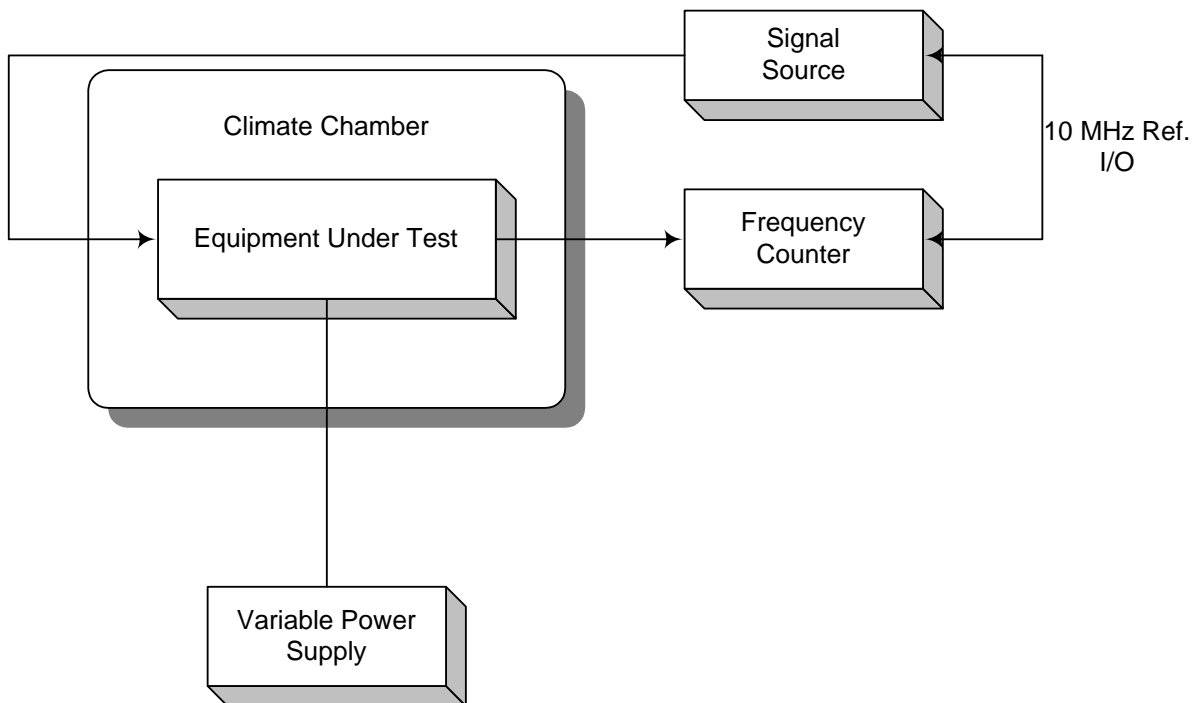 Signal
Source
Climate Chamber
10 MHz Ref.
I/O
Equipment Under Test
Frequency
Counter
Variable Power
Supply